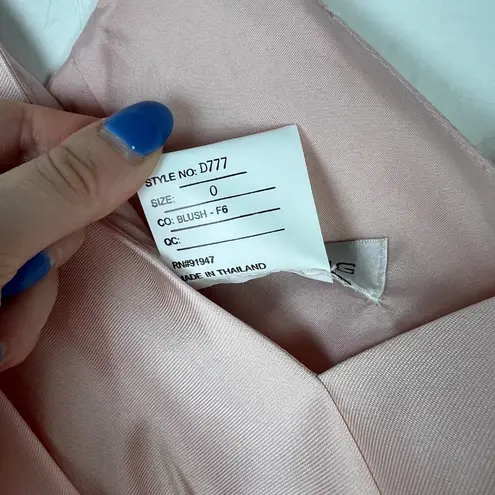 STYLE NO: D777
SIZE: 0
CO: BLUSH - F6
QC:
RN#91947
MADE IN THAILAND